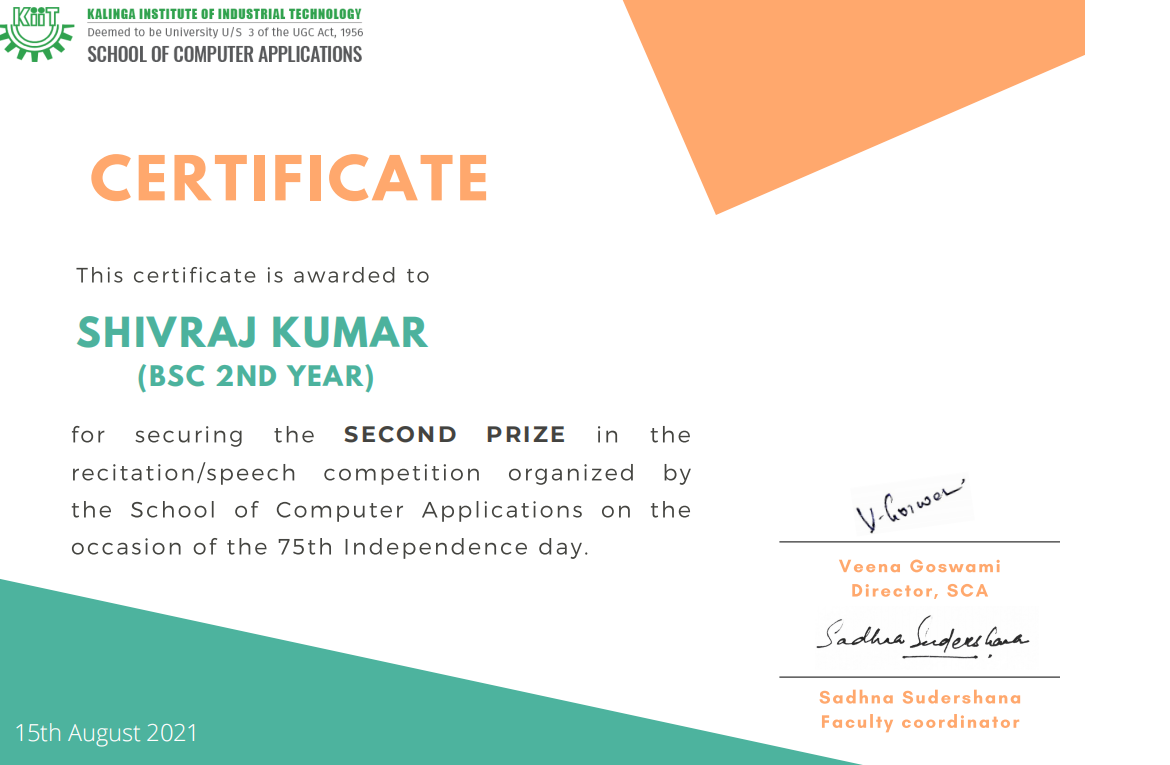 KiiT
KALINGA INSTITUTE OF INDUSTRIAL TECHNOLOGY
Deemed to be University U/S 3 of the UGC Act, 1956
SCHOOL OF COMPUTER APPLICATIONS
CERTIFICATE
This certificate is awarded to
SHIVRAJ KUMAR
(BSC 2ND YEAR)
for securing the SECOND PRIZE in the
recitation/speech competition organized by
the School of Computer Applications on the
occasion of the 75th Independence day.
V. Goswami
Veena Goswami
Director, SCA
Sadhna Sudershana
Sadhna Sudershana
Faculty coordinator
15th August 2021